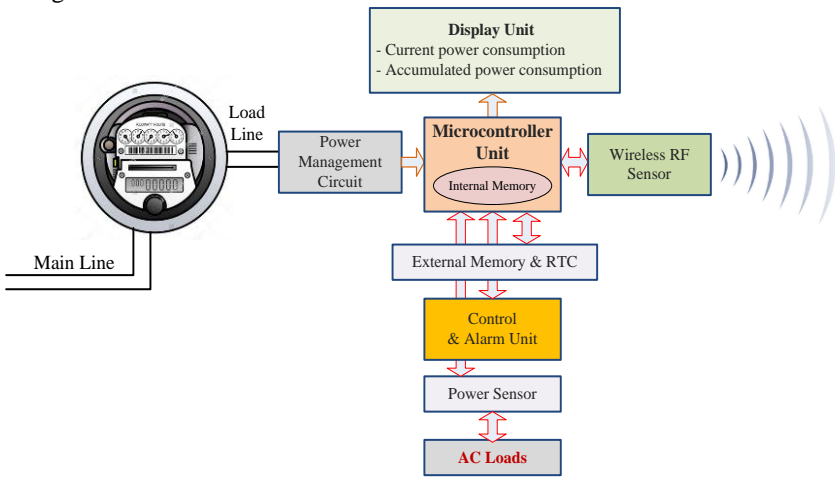 Display Unit
- Current power consumption
- Accumulated power consumption
Load
Line
Power
Management
Circuit
Microcontroller
Unit
Internal Memory
Wireless RF
Sensor
Main Line
External Memory & RTC
Control
& Alarm Unit
Power Sensor
AC Loads